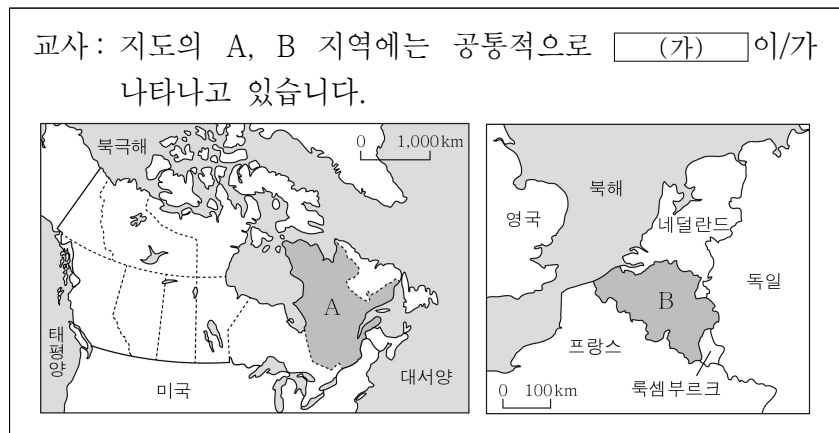 교사 : 지도의 A, B 지역에는 공통적으로 (가) 이/가
나타나고 있습니다.
북극해
0 1,000km
A
태평양
미국
대서양
북해
영국
네덜란드
독일
B
프랑스
룩셈부르크
0 100km